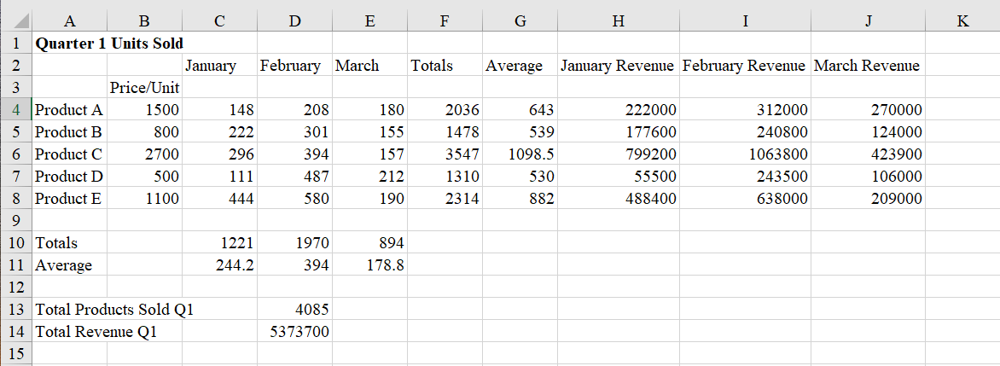 A B C D E F G H I J K
1 Quarter 1 Units Sold
2 January February March Totals Average January Revenue February Revenue March Revenue
3 Price/Unit
4 Product A 1500 148 208 180 2036 643 222000 312000 270000
5 Product B 800 222 301 155 1478 539 177600 240800 124000
6 Product C 2700 296 394 157 3547 1098.5 799200 1063800 423900
7 Product D 500 111 487 212 1310 530 55500 243500 106000
8 Product E 1100 444 580 190 2314 882 488400 638000 209000
9
10 Totals 1221 1970 894
11 Average 244.2 394 178.8
12
13 Total Products Sold Q1 4085
14 Total Revenue Q1 5373700
15